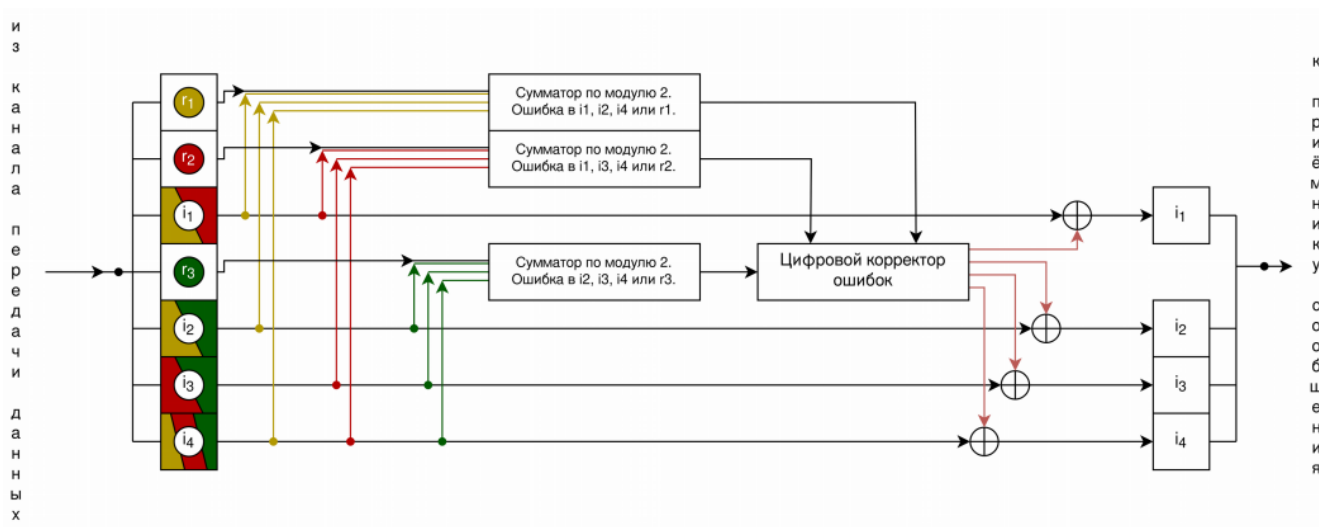 из канала передачи данных
r1
Сумматор по модулю 2.
Ошибка в i1, i2, i4 или r1.
r2
Сумматор по модулю 2.
Ошибка в i1, i3, i4 или r2.
i1
i1
r3
Сумматор по модулю 2.
Ошибка в i2, i3, i4 или r3.
Цифровой корректор
ошибок
i2
i2
i3
i3
i4
i4
к приёмнику сообщения